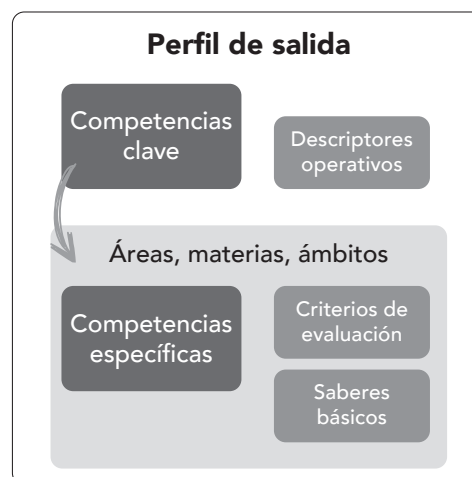 Perfil de salida
Competencias
clave
Descriptores
operativos
Áreas, materias, ámbitos
Competencias
específicas
Criterios de
evaluación
Saberes
básicos